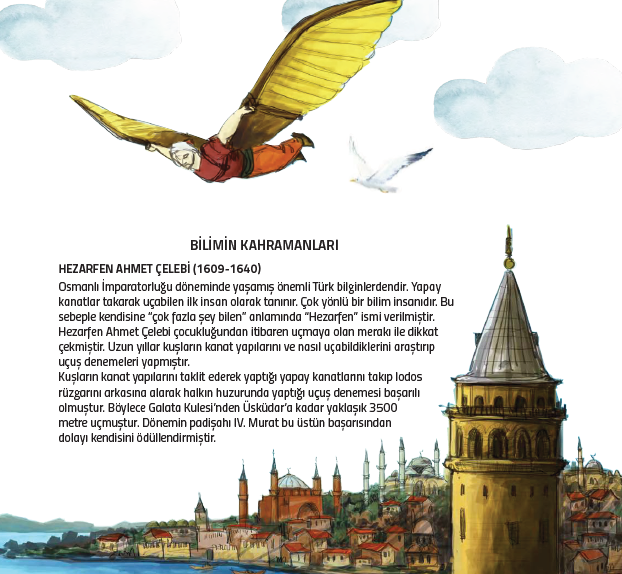 BİLİMİN KAHRAMANLARI
HEZARFEN AHMET ÇELEBİ (1609-1640)
Osmanlı İmparatorluğu döneminde yaşamış önemli Türk bilginlerdendir. Yapay
kanatlar takarak uçabilen ilk insan olarak tanınır. Çok yönlü bir bilim insanıdır. Bu
sebeple kendisine “çok fazla şey bilen” anlamında “Hezarfen” ismi verilmiştir.
Hezarfen Ahmet Çelebi çocukluğundan itibaren uçmaya olan merakı ile dikkat
çekmiştir. Uzun yıllar kuşların kanat yapılarını ve nasıl uçabildiklerini araştırıp
uçuş denemeleri yapmıştır.
Kuşların kanat yapılarını taklit ederek yaptığı yapay kanatlarını takıp lodos
rüzgarını arkasına alarak halkın huzurunda yaptığı uçuş denemesi başarılı
olmuştur. Böylece Galata Kulesi’nden Üsküdar’a kadar yaklaşık 3500
metre uçmuştur. Dönemin padişahı IV. Murat bu üstün başarısından
dolayı kendisini ödüllendirmiştir.